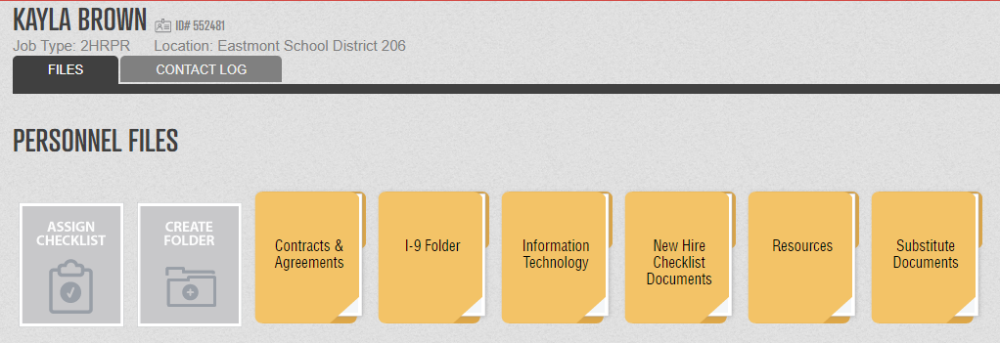 KAYLA BROWN ID# 552481
Job Type: 2HRPR Location: Eastmont School District 206
FILES CONTACT LOG
PERSONNEL FILES
ASSIGN
CHECKLIST
CREATE
FOLDER
Contracts &
Agreements
I-9 Folder
Information
Technology
New Hire
Checklist
Documents
Resources
Substitute
Documents